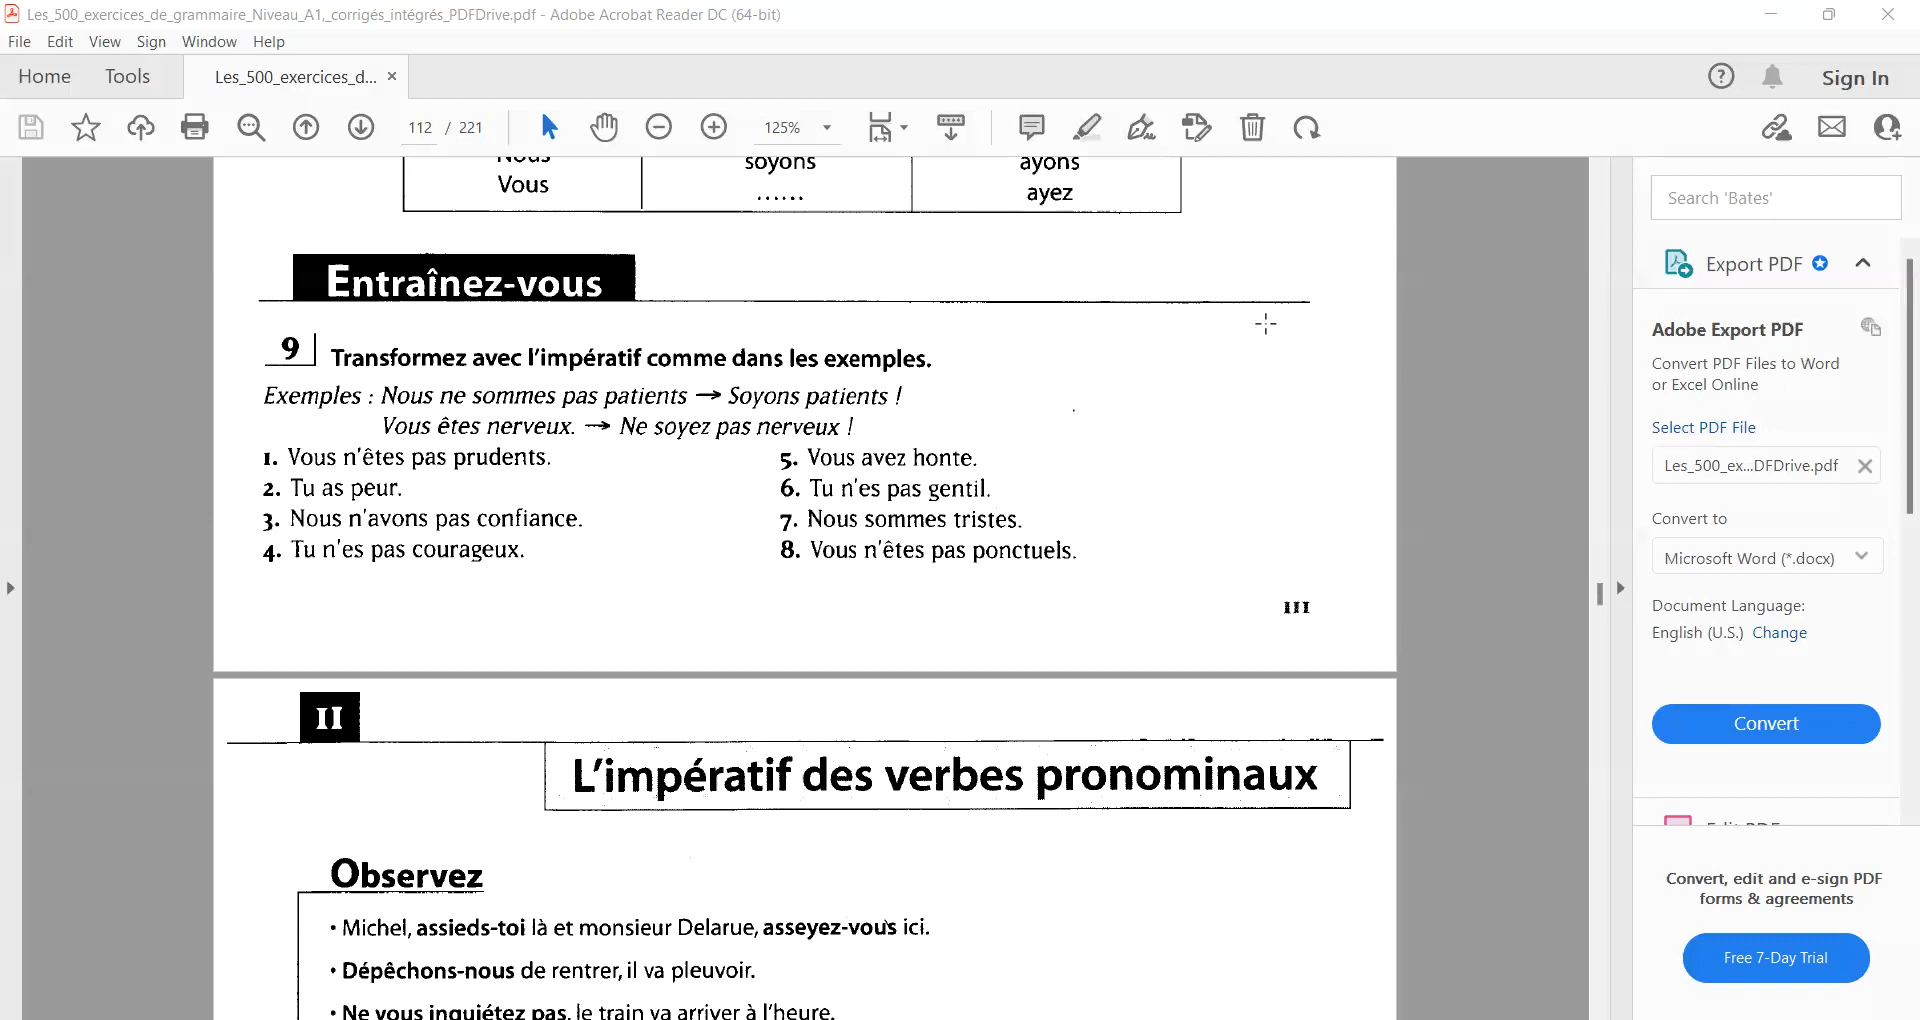 Les_500_exercices_de_grammaire_Niveau_A1,_corrigés_intégrés_PDFDrive.pdf - Adobe Acrobat Reader DC (64-bit)
File Edit View Sign Window Help
Home Tools Les_500_exercices_d... × Sign In
112 / 221 125%
Nous soyons ayons
Vous ...... ayez
Entraînez-vous
9 Transformez avec l'impératif comme dans les exemples.
Exemples : Nous ne sommes pas patients → Soyons patients !
Vous êtes nerveux. → Ne soyez pas nerveux !
1. Vous n'êtes pas prudents.
2. Tu as peur.
3. Nous n'avons pas confiance.
4. Tu n'es pas courageux.
5. Vous avez honte.
6. Tu n'es pas gentil.
7. Nous sommes tristes.
8. Vous n'êtes pas ponctuels.
111
II
L'impératif des verbes pronominaux
Observez
• Michel, assieds-toi là et monsieur Delarue, asseyez-vous ici.
• Dépêchons-nous de rentrer, il va pleuvoir.
• Ne vous inquiétez pas, le train va arriver à l'heure.
Search 'Bates'
Export PDF
Adobe Export PDF
Convert PDF Files to Word
or Excel Online
Select PDF File
Les_500_ex...DFDrive.pdf
Convert to
Microsoft Word (*.docx)
Document Language:
English (U.S.) Change
Convert
Edit PDF
Convert, edit and e-sign PDF
forms & agreements
Free 7-Day Trial